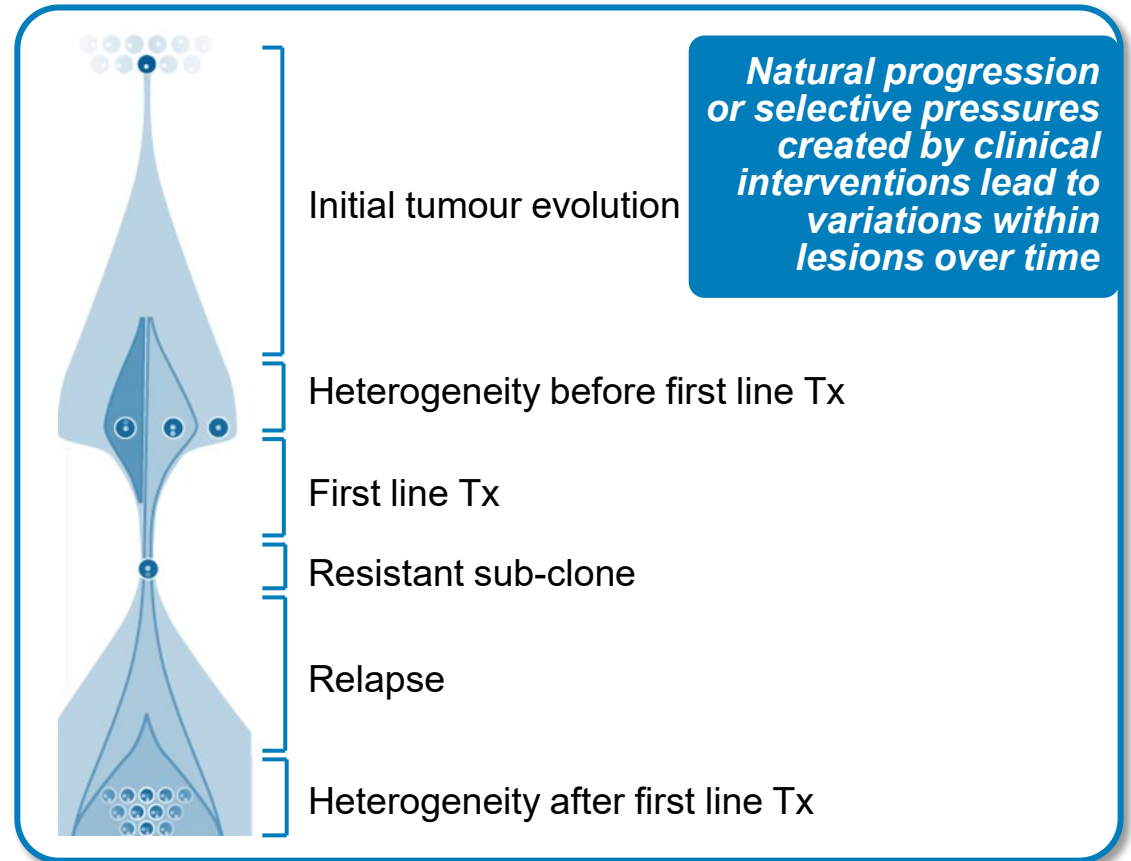 Natural progression
or selective pressures
created by clinical
interventions lead to
variations within
lesions over time
Initial tumour evolution
Heterogeneity before first line Tx
First line Tx
Resistant sub-clone
Relapse
Heterogeneity after first line Tx